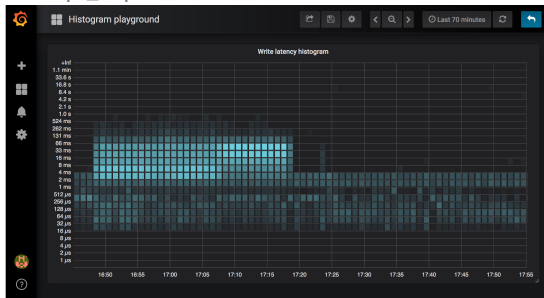 Histogram playground
Last 70 minutes
Write latency histogram
+Inf
1.1 min
33.6 s
16.8 s
8.4 s
4.2 s
2.1 s
1.0 s
524 ms
262 ms
131 ms
66 ms
33 ms
16 ms
8 ms
4 ms
2 ms
1 ms
512 µs
256 µs
128 µs
64 µs
32 µs
16 µs
8 µs
4 µs
2 µs
1 µs
16:50 16:55 17:00 17:05 17:10 17:15 17:20 17:25 17:30 17:35 17:40 17:45 17:50 17:55